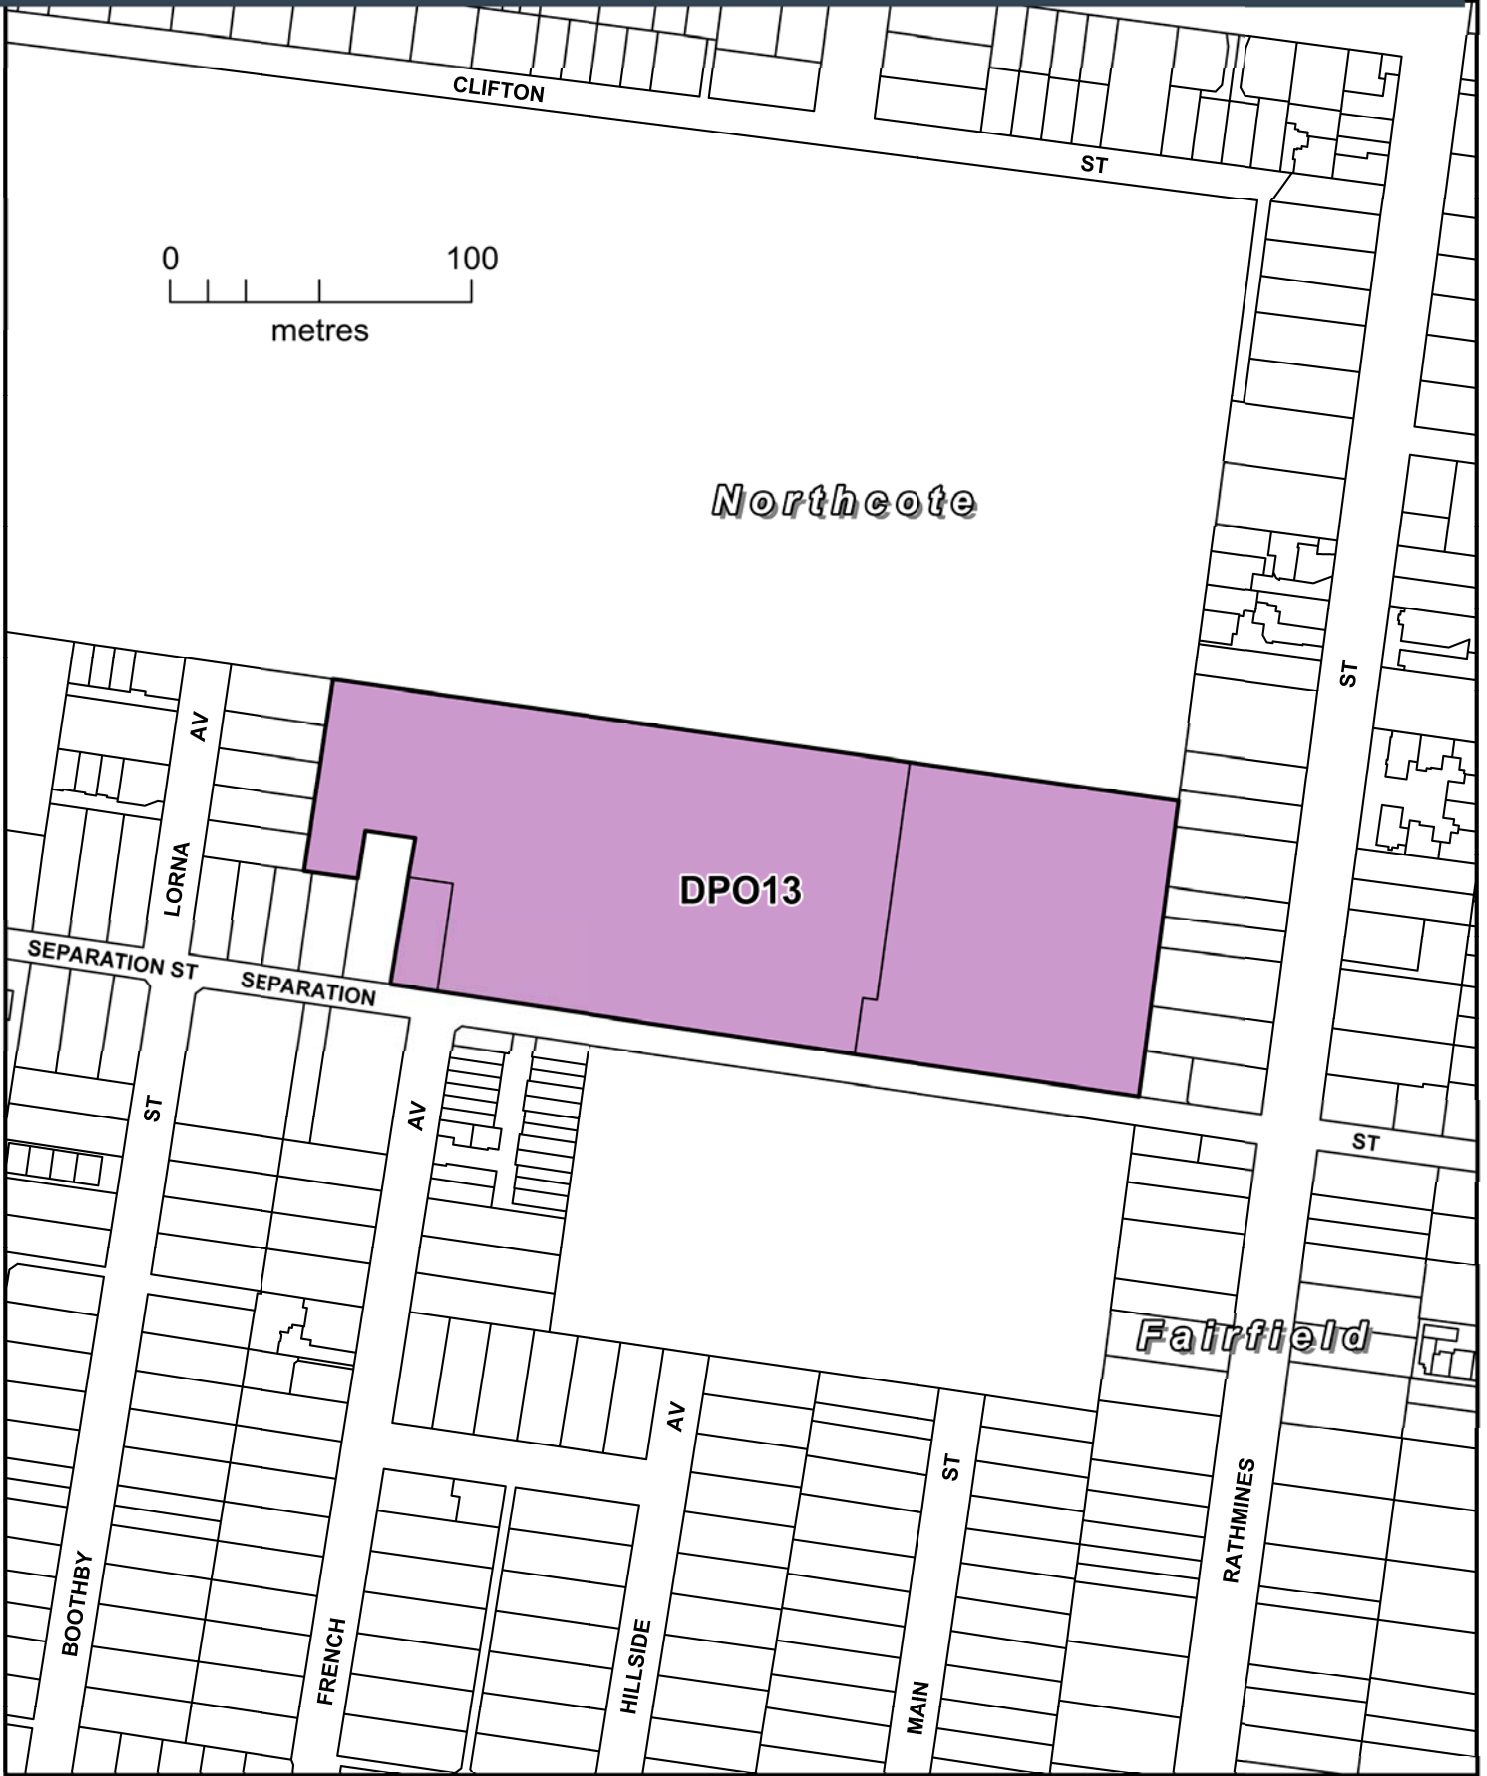 CLIFTON
ST
0
100
metres
Northcote
ST
AV
LORNA
DPO13
SEPARATION ST
SEPARATION
ST
AV
ST
Fairfield
AV
ST
RATHMINES
BOOTHBY
FRENCH
HILLSIDE
MAIN